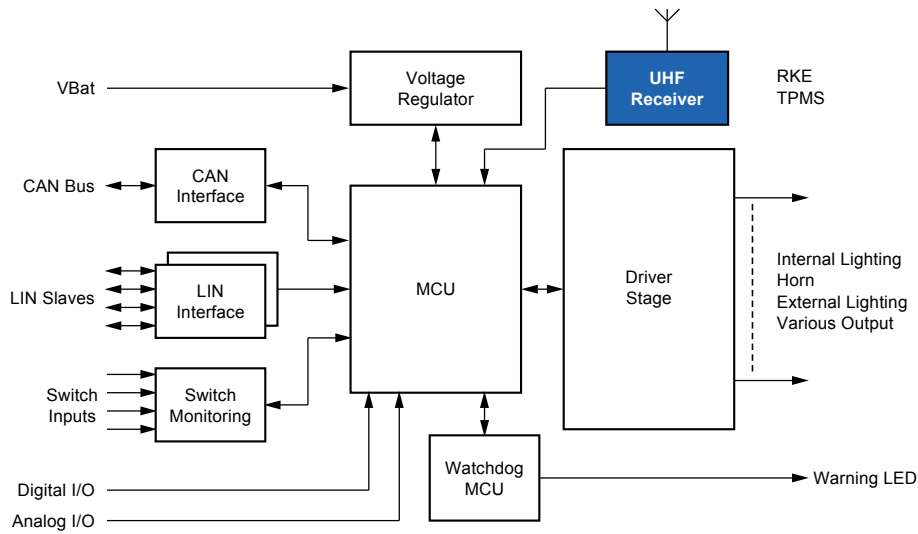 VBat
Voltage
Regulator
UHF
Receiver
RKE
TPMS
CAN Bus
CAN
Interface
LIN Slaves
LIN
Interface
MCU
Driver
Stage
Internal Lighting
Horn
External Lighting
Various Output
Switch
Inputs
Switch
Monitoring
Watchdog
MCU
Warning LED
Digital I/O
Analog I/O